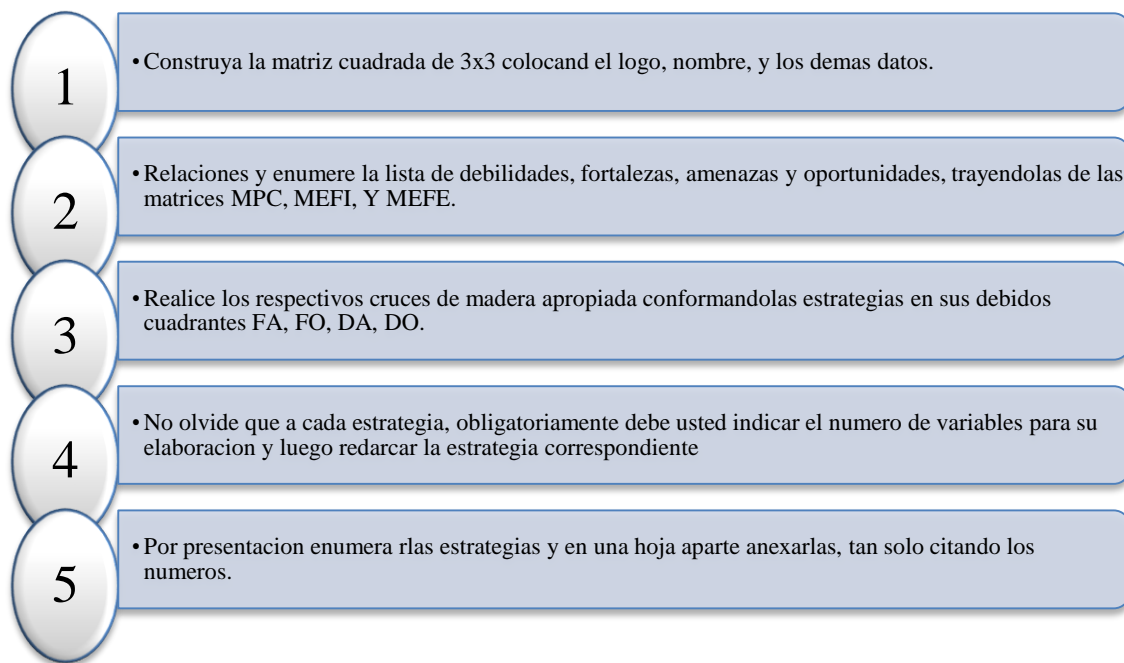 1
• Construya la matriz cuadrada de 3x3 colocand el logo, nombre, y los demas datos.
2
• Relaciones y enumere la lista de debilidades, fortalezas, amenazas y oportunidades, trayendolas de las
matrices MPC, MEFI, Y MEFE.
3
• Realice los respectivos cruces de madera apropiada conformandolas estrategias en sus debidos
cuadrantes FA, FO, DA, DO.
4
• No olvide que a cada estrategia, obligatoriamente debe usted indicar el numero de variables para su
elaboracion y luego redarcar la estrategia correspondiente
5
• Por presentacion enumera rlas estrategias y en una hoja aparte anexarlas, tan solo citando los
numeros.